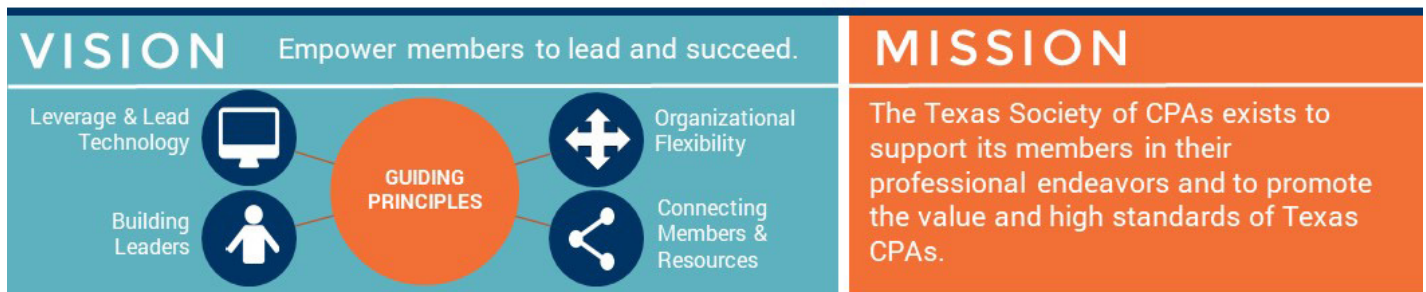 VISION
Empower members to lead and succeed.
Leverage & Lead
Technology
Building
Leaders
GUIDING
PRINCIPLES
Organizational
Flexibility
Connecting
Members &
Resources
MISSION
The Texas Society of CPAs exists to
support its members in their
professional endeavors and to promote
the value and high standards of Texas
CPAs.